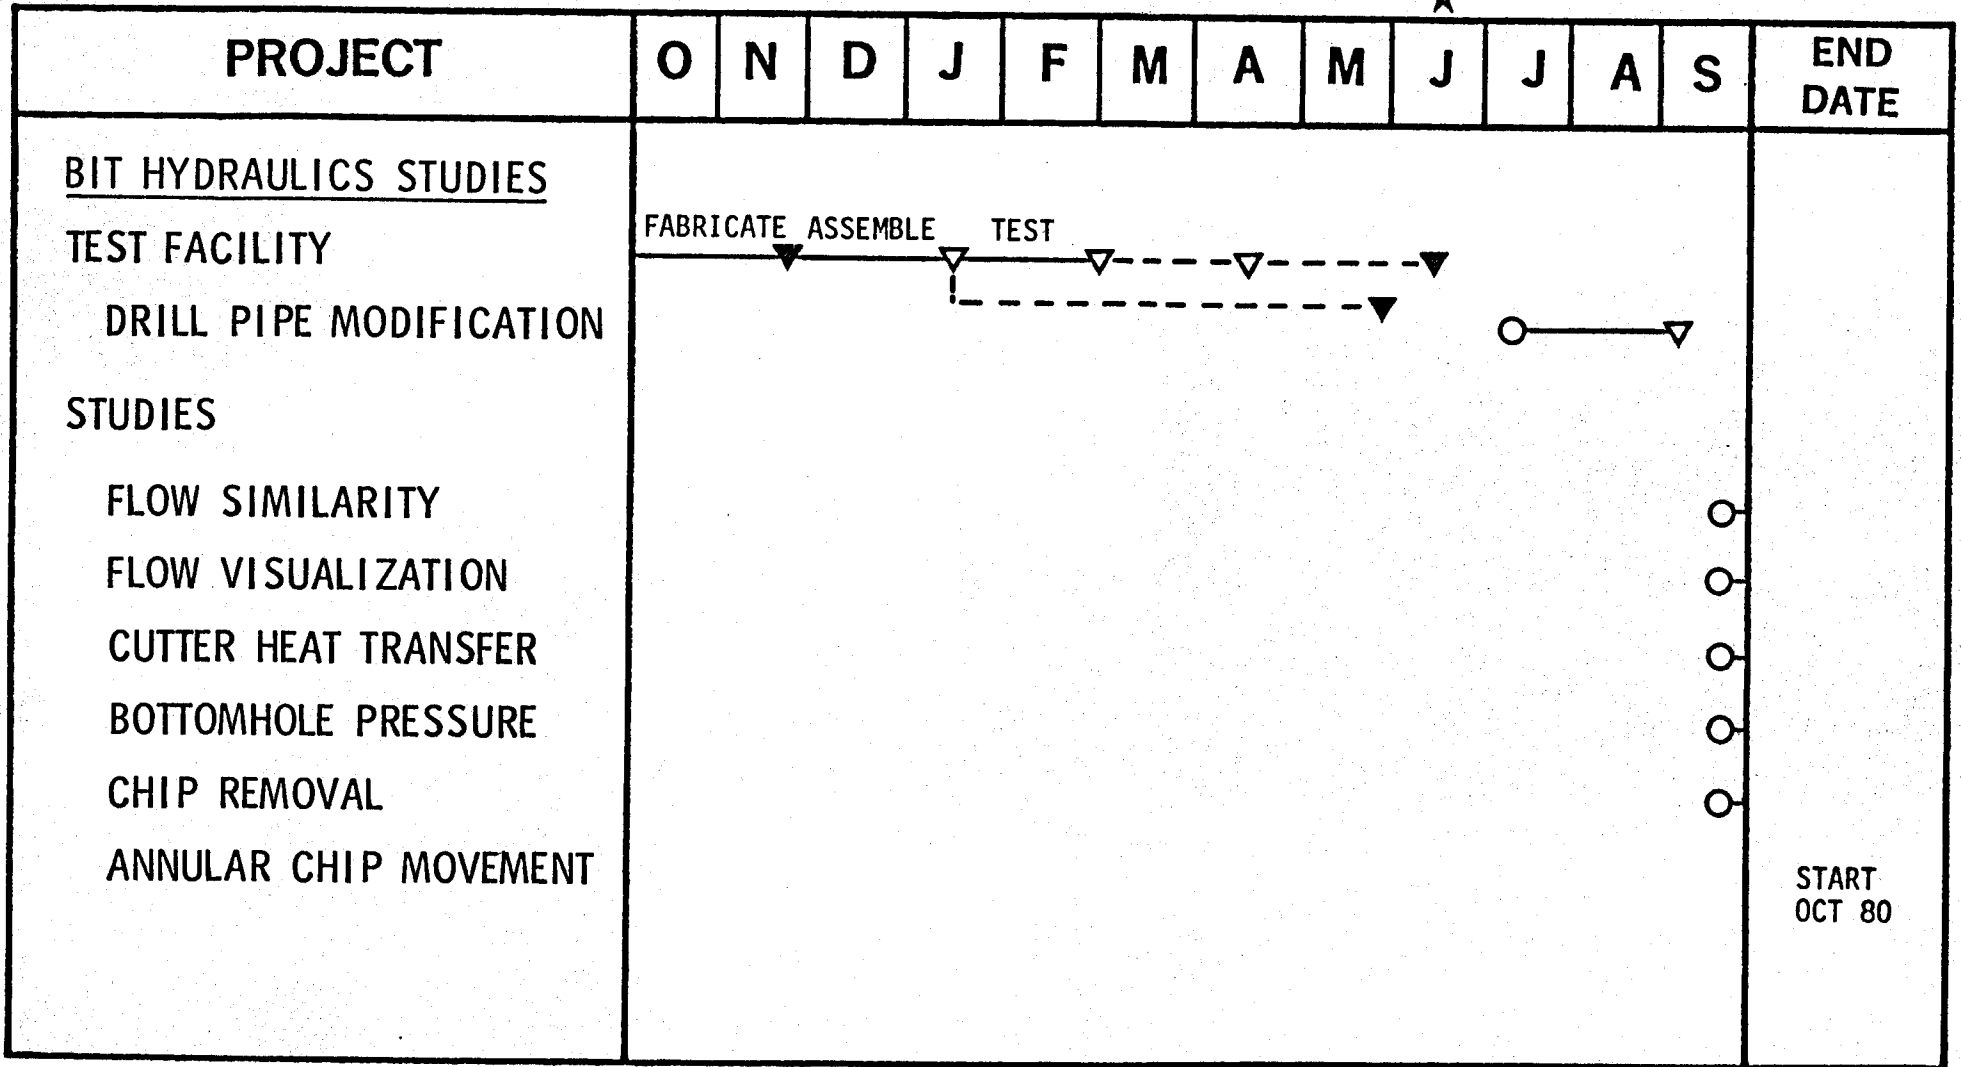 PROJECT O N D J F M A M J J A S END DATE
BIT HYDRAULICS STUDIES
FABRICATE ASSEMBLE TEST
TEST FACILITY
DRILL PIPE MODIFICATION
STUDIES
FLOW SIMILARITY
FLOW VISUALIZATION
CUTTER HEAT TRANSFER
BOTTOMHOLE PRESSURE
CHIP REMOVAL
ANNULAR CHIP MOVEMENT
START
OCT 80